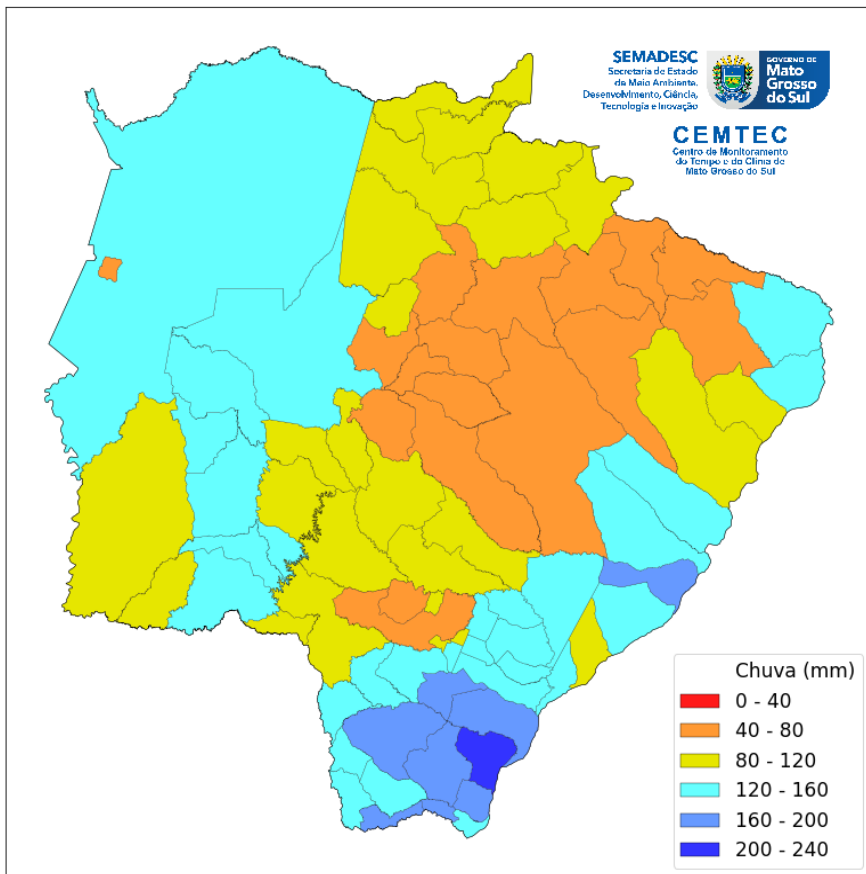 SEMADESC
Secretaria de Estado
de Meio Ambiente,
Desenvolvimento, Ciência,
Tecnologia e Inovação
GOVERNO DE
Mato
Grosso
do Sul
CEMTEC
Centro de Monitoramento
do Tempo e do Clima de
Mato Grosso do Sul
Chuva (mm)
0 - 40
40 - 80
80 - 120
120 - 160
160 - 200
200 - 240